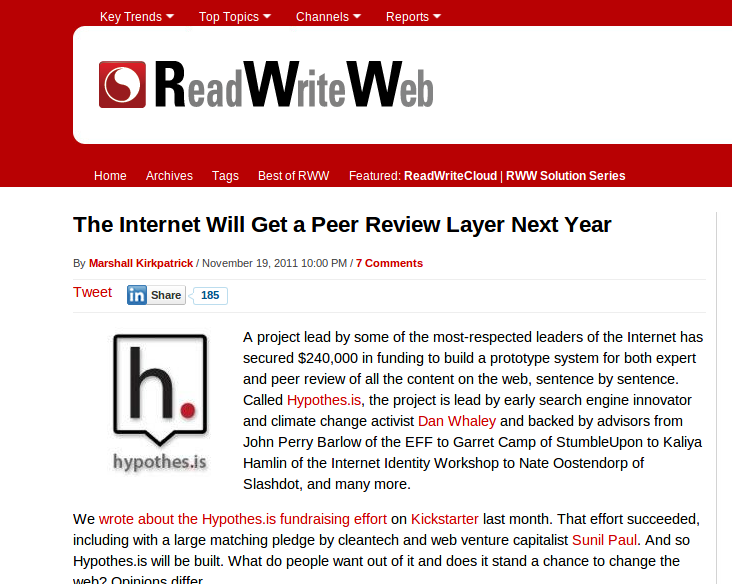 Key Trends Top Topics Channels Reports
ReadWriteWeb
Home Archives Tags Best of RWW Featured: ReadWriteCloud | RWW Solution Series
The Internet Will Get a Peer Review Layer Next Year
By Marshall Kirkpatrick / November 19, 2011 10:00 PM / 7 Comments
Tweet in Share 185
h.
hypothes.is
A project lead by some of the most-respected leaders of the Internet has
secured $240,000 in funding to build a prototype system for both expert
and peer review of all the content on the web, sentence by sentence.
Called Hypothes.is, the project is lead by early search engine innovator
and climate change activist Dan Whaley and backed by advisors from
John Perry Barlow of the EFF to Garret Camp of StumbleUpon to Kaliya
Hamlin of the Internet Identity Workshop to Nate Oostendorp of
Slashdot, and many more.
We wrote about the Hypothes.is fundraising effort on Kickstarter last month. That effort succeeded,
including with a large matching pledge by cleantech and web venture capitalist Sunil Paul. And so
Hypothes.is will be built. What do people want out of it and does it stand a chance to change the
web? Opinions differ